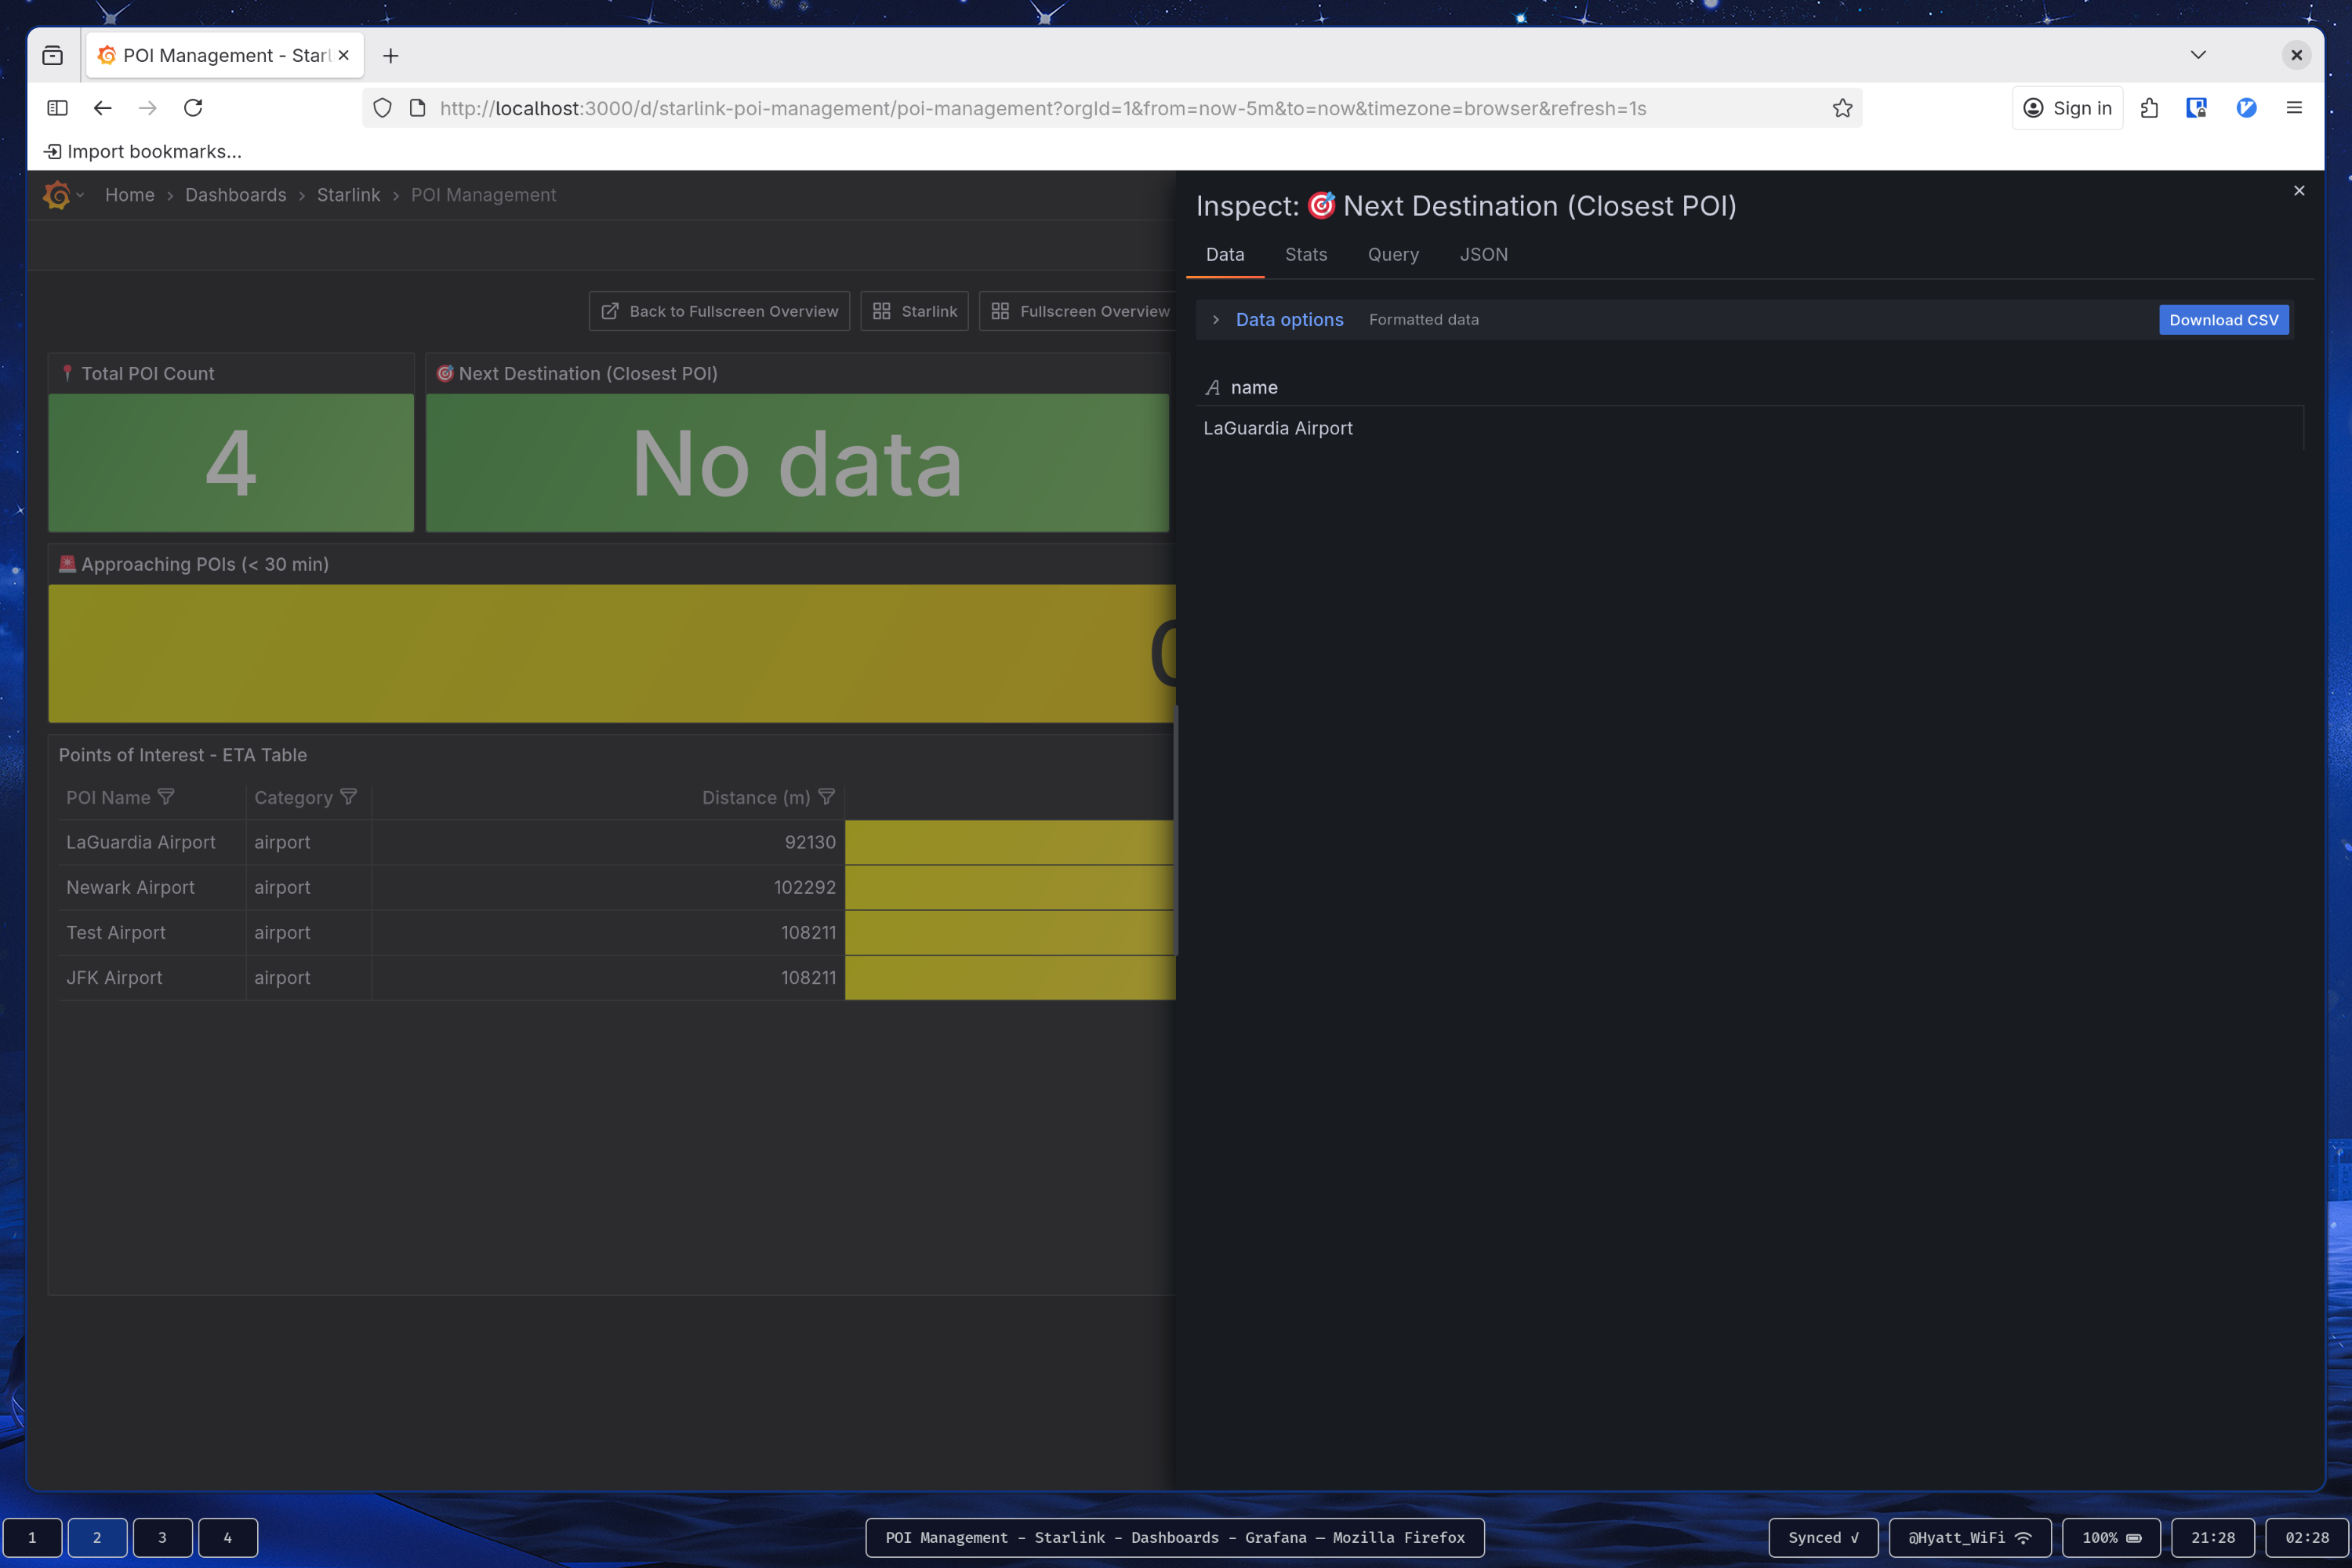 POI Management - Starl
http://localhost:3000/d/starlink-poi-management/poi-management?orgId=1&from=now-5m&to=now&timezone=browser&refresh=1s
Sign in
Import bookmarks...
Home › Dashboards › Starlink › POI Management
Back to Fullscreen Overview
Starlink
Fullscreen Overview
Total POI Count
4
Next Destination (Closest POI)
No data
Approaching POIs (< 30 min)
Points of Interest - ETA Table
POI Name Category Distance (m)
LaGuardia Airport airport 92130
Newark Airport airport 102292
Test Airport airport 108211
JFK Airport airport 108211
Inspect: 🎯 Next Destination (Closest POI)
Data Stats Query JSON
Data options Formatted data Download CSV
name
LaGuardia Airport
1 2 3 4
POI Management - Starlink - Dashboards - Grafana — Mozilla Firefox
Synced √
@Hyatt_WiFi
100%
21:28
02:28